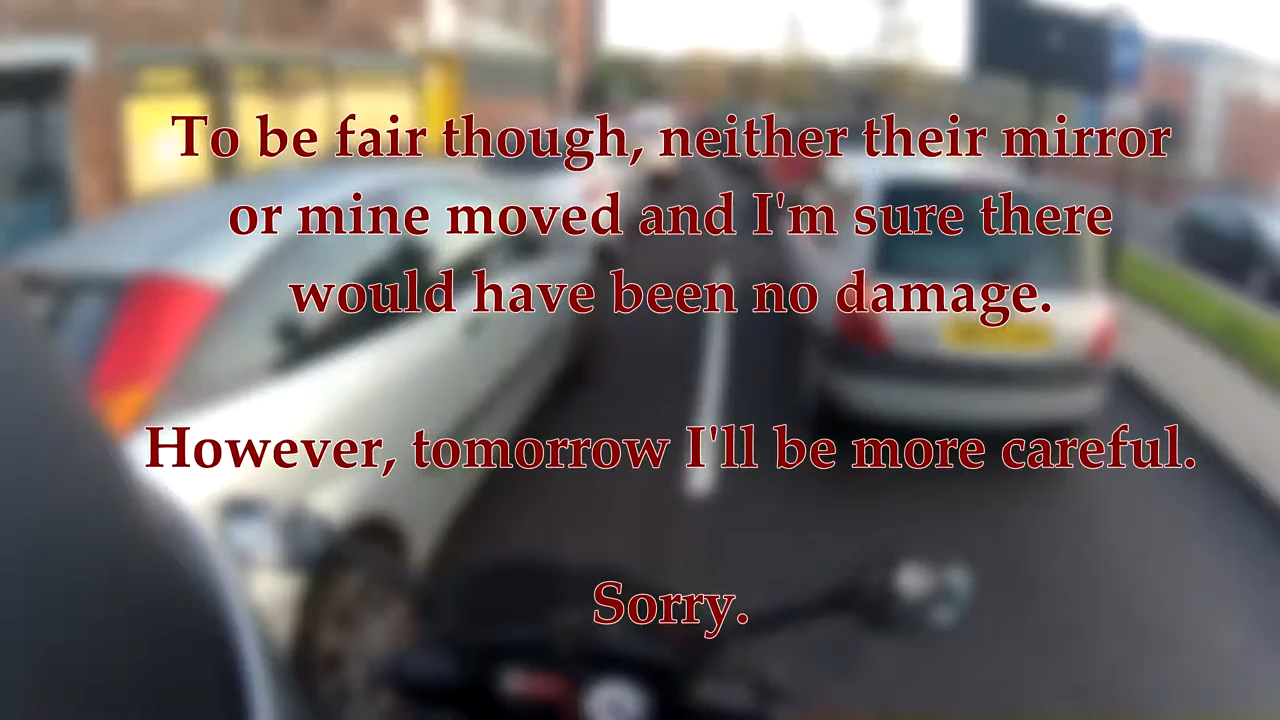 To be fair though, neither their mirror
or mine moved and I'm sure there
would have been no damage.
However, tomorrow I'll be more careful.
Sorry.